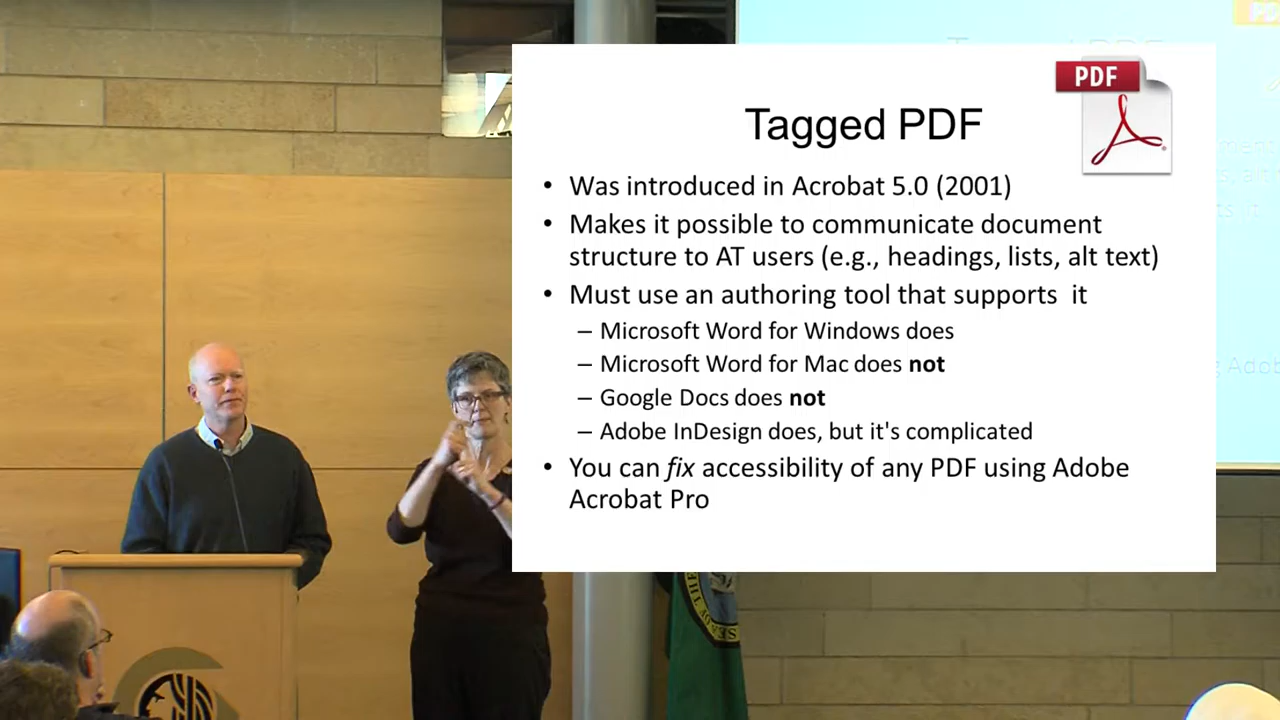 PDF
Tagged PDF
• Was introduced in Acrobat 5.0 (2001)
• Makes it possible to communicate document
structure to AT users (e.g., headings, lists, alt text)
• Must use an authoring tool that supports it
– Microsoft Word for Windows does
– Microsoft Word for Mac does not
– Google Docs does not
– Adobe InDesign does, but it's complicated
• You can fix accessibility of any PDF using Adobe
Acrobat Pro